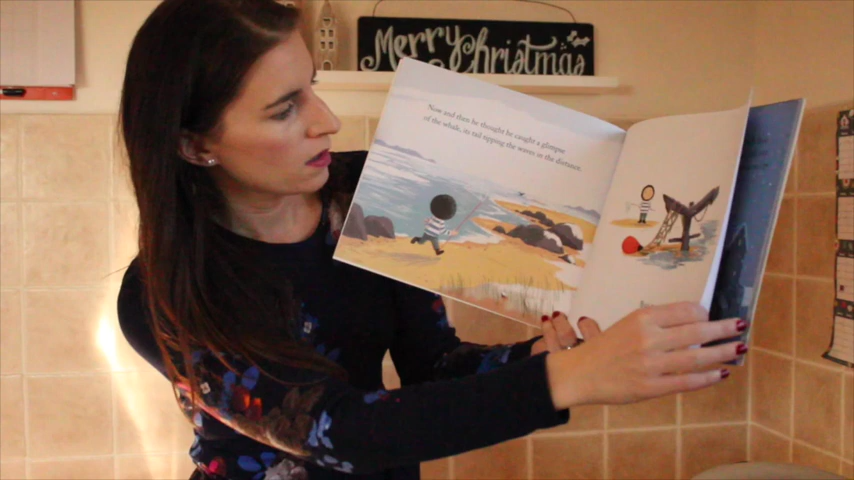 Merry Christmas
Now and then he thought he caught a glimpse
of the whale, its tail tipping the waves in the distance.